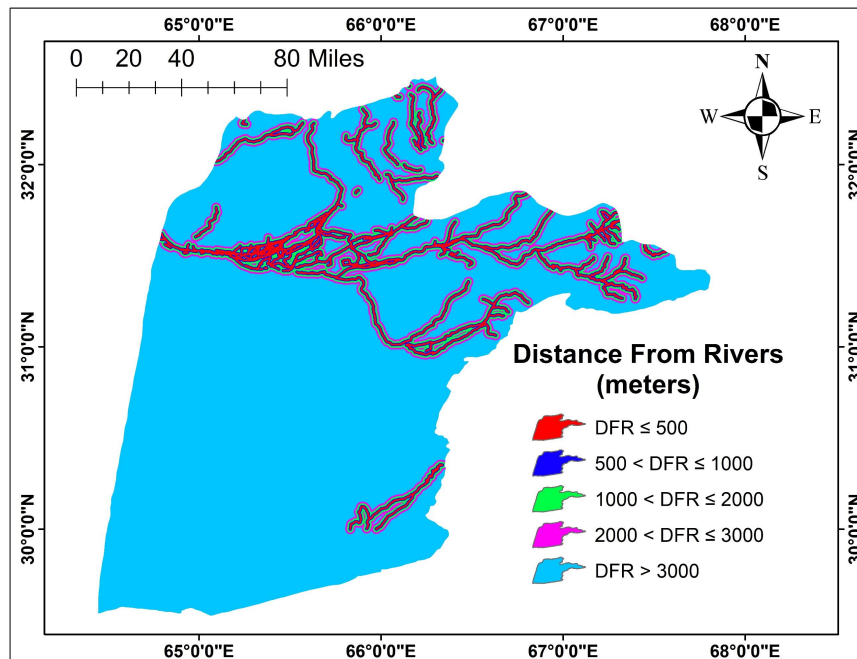 65°0'0"E 66°0'0"E 67°0'0"E 68°0'0"E
0 20 40 80 Miles
N
W E
S
32°0'0"N 32°0'0"N
31°0'0"N 31°0'0"N
30°0'0"N 30°0'0"N
Distance From Rivers
(meters)
DFR ≤ 500
500 < DFR ≤ 1000
1000 < DFR ≤ 2000
2000 < DFR ≤ 3000
DFR > 3000
65°0'0"E 66°0'0"E 67°0'0"E 68°0'0"E